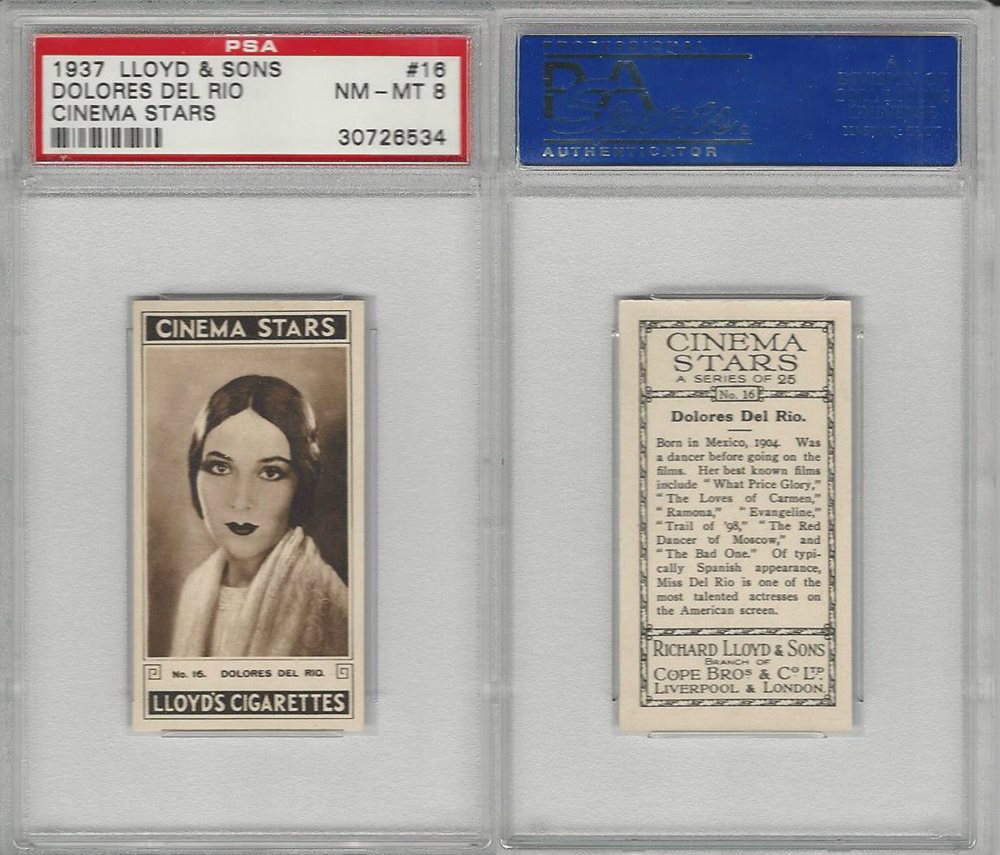 PSA
1937 LLOYD & SONS #16
DOLORES DEL RIO NM-MT 8
CINEMA STARS
30726534
CINEMA STARS
No. 16. DOLORES DEL RIO.
LLOYD'S CIGARETTES
PROFESSIONAL
PSA
AUTHENTICATOR
A
DIVISION OF
CINEMA
STARS
A SERIES OF 25
No. 16
Dolores Del Rio.
Born in Mexico, 1904. Was
a dancer before going on the
films. Her best known films
include "What Price Glory,"
"The Loves of Carmen,"
"Ramona," "Evangeline,"
"Trail of '98," "The Red
Dancer of Moscow," and
"The Bad One." Of typi-
cally Spanish appearance,
Miss Del Rio is one of the
most talented actresses on
the American screen.
RICHARD LLOYD & SONS
BRANCH OF
COPE BROS & CO LTD
LIVERPOOL & LONDON.